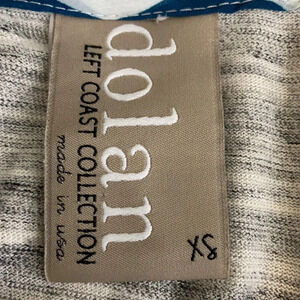 dolan
LEFT COAST COLLECTION
made in usa
XS